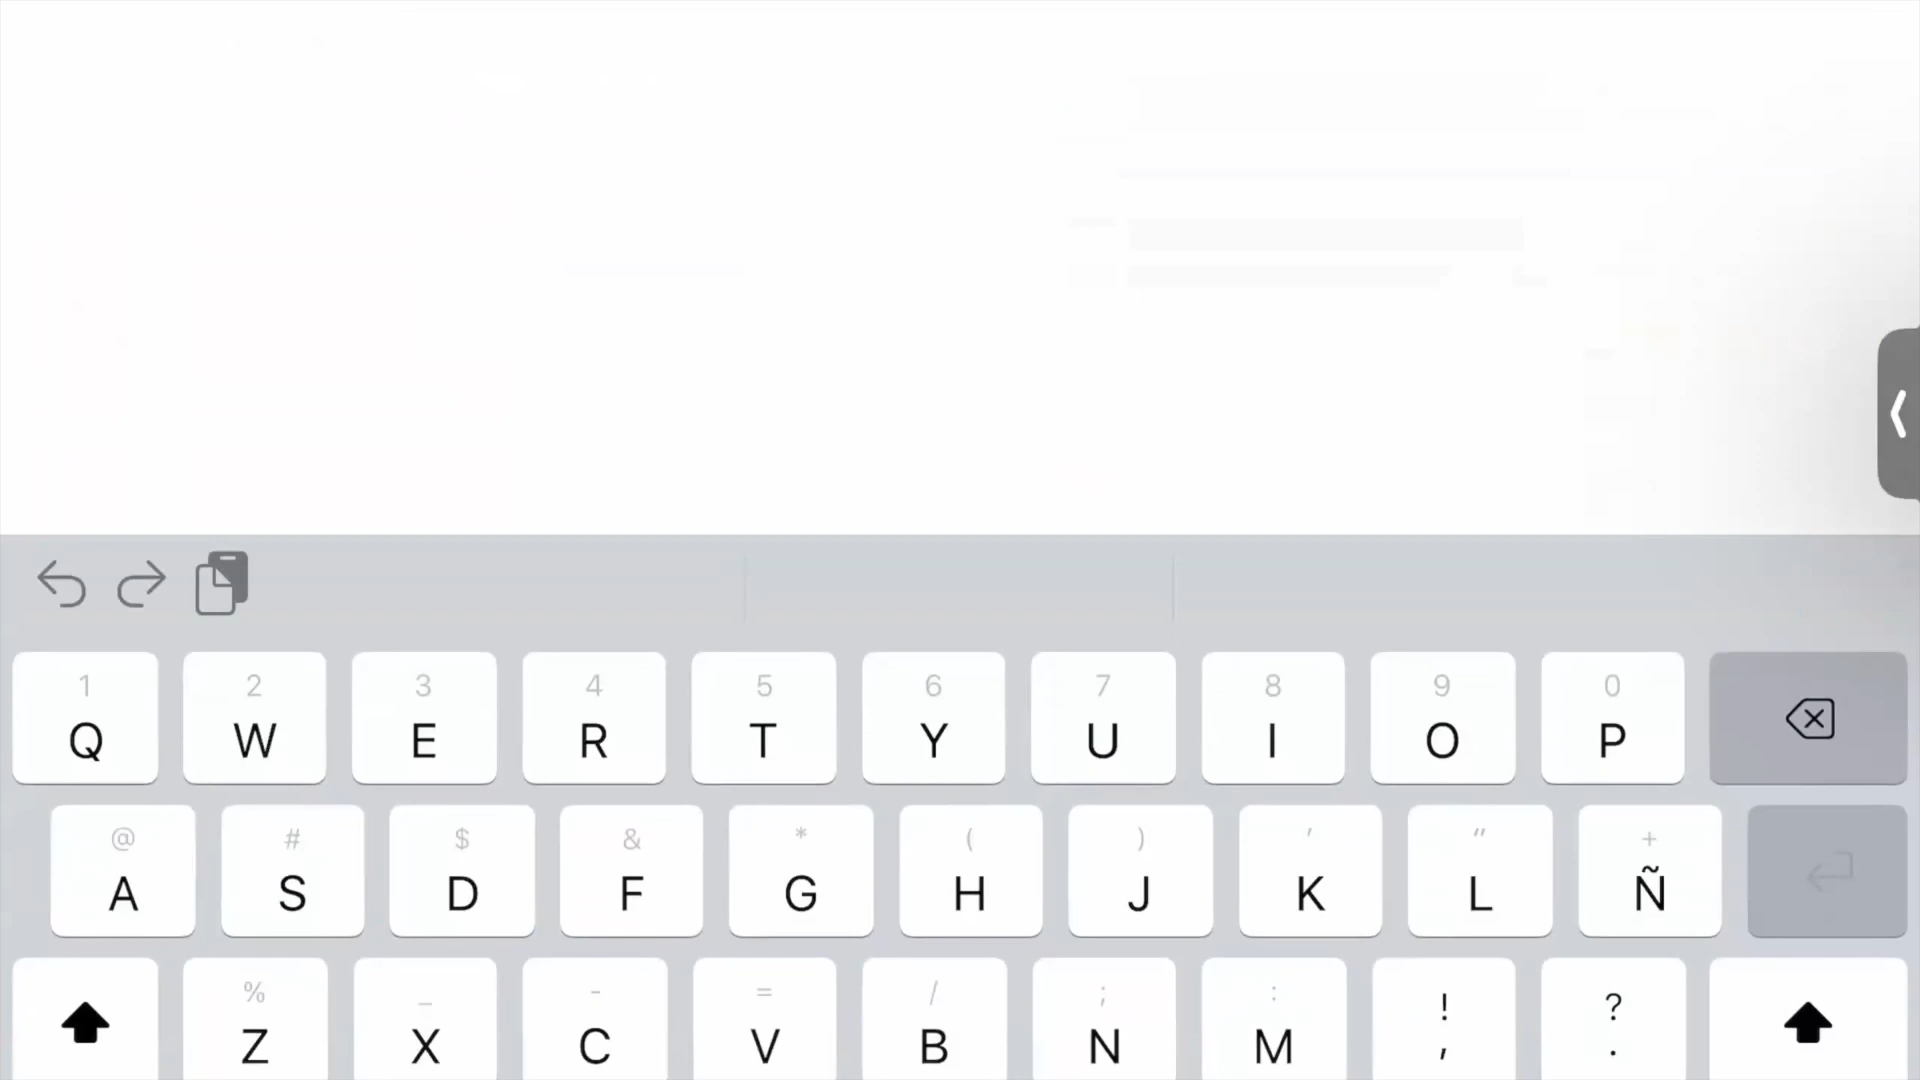 1 2 3 4 5 6 7 8 9 0
Q W E R T Y U I O P
@ # $ & * ( ) ' " +
A S D F G H J K L Ñ
% _ - = / ; : ! ?
Z X C V B N M , .